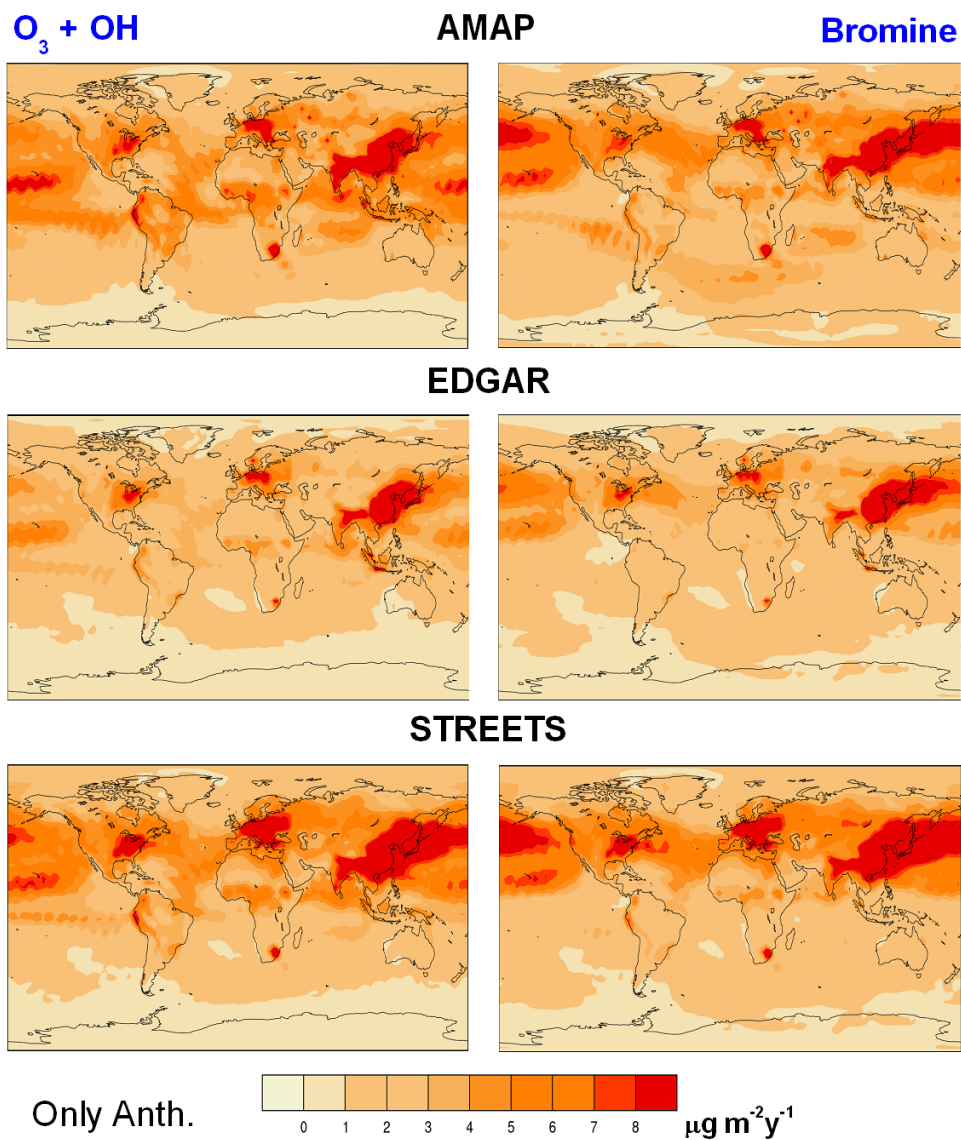 O₃ + OH AMAP Bromine
EDGAR
STREETS
Only Anth. 0 1 2 3 4 5 6 7 8 μg m⁻²y⁻¹